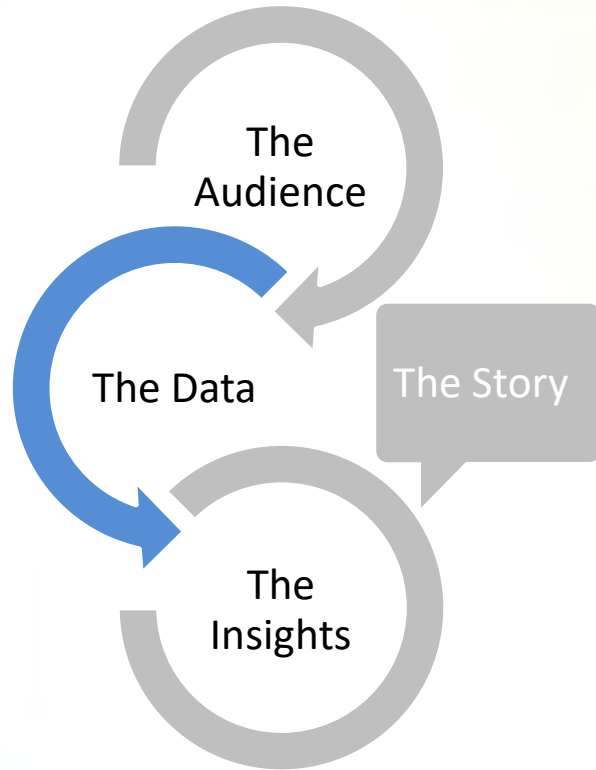 The
Audience
The Data
The Story
The
Insights